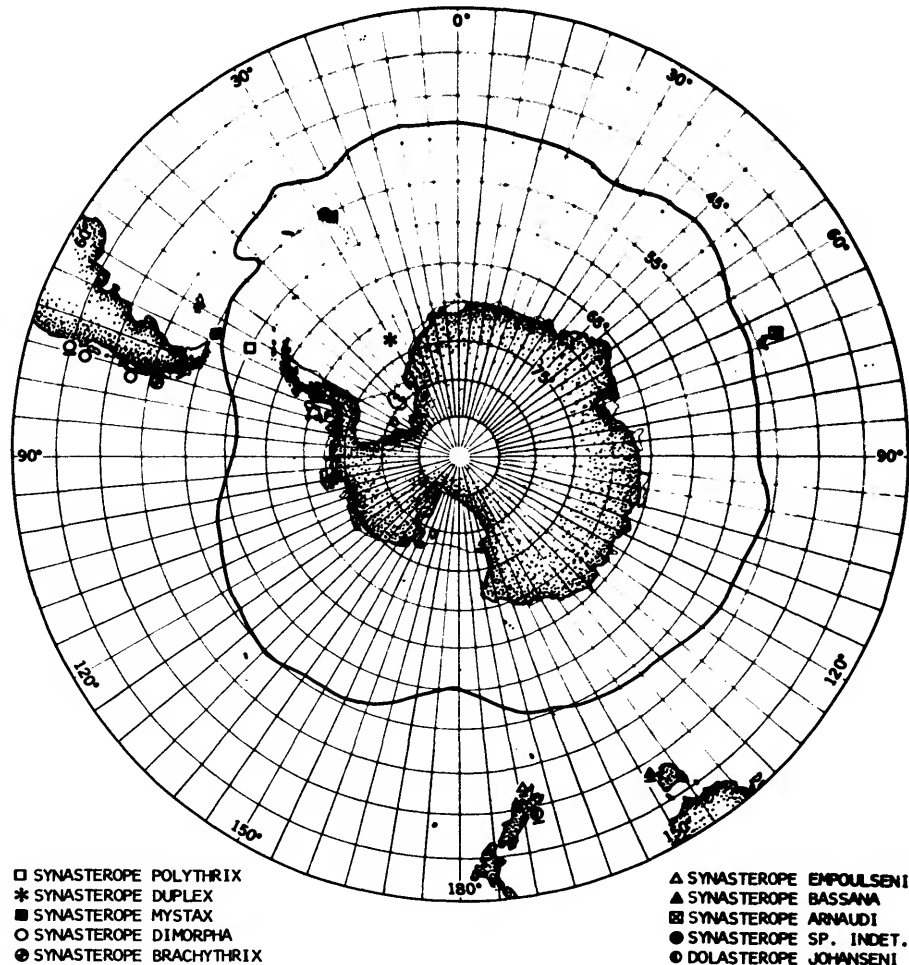 0°
30°
30°
45°
60°
60°
55°
65°
75°
90°
90°
120°
120°
150°
150°
180°
□ SYNASTEROPE POLYTHRIX
✳ SYNASTEROPE DUPLEX
■ SYNASTEROPE MYSTAX
○ SYNASTEROPE DIMORPHA
SYNASTEROPE BRACHYTHRIX
△ SYNASTEROPE EMPOULSENI
▲ SYNASTEROPE BASSANA
⊠ SYNASTEROPE ARNAUDI
● SYNASTEROPE SP. INDET.
◐ DOLASTEROPE JOHANSENI